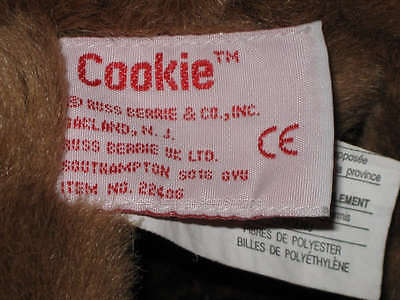 Cookie™
© RUSS BERRIE & CO., INC.
OAKLAND, N. J.
RUSS BERRIE UK LTD.
SOUTHAMPTON SO16 0YU
ITEM NO. 22406
CE
apposée
la province
LEMENT
FIBRES DE POLYESTER
BILLES DE POLYÉTHYLÈNE